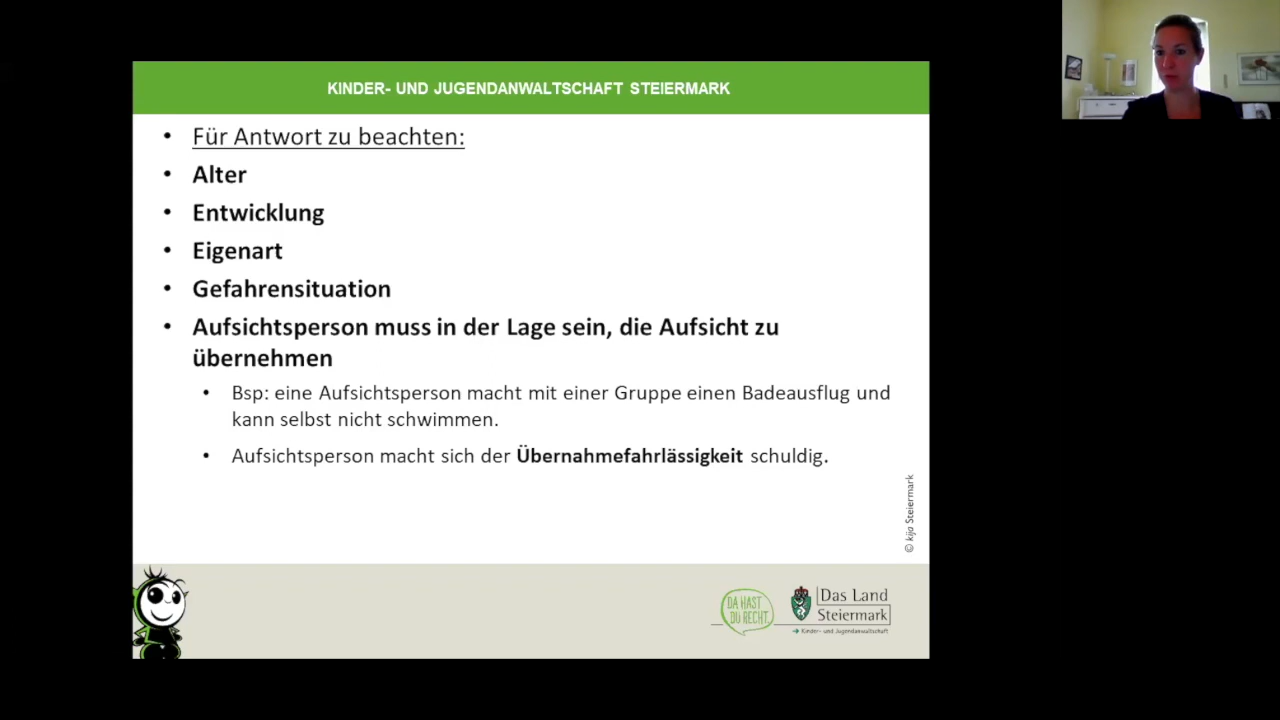 KINDER- UND JUGENDANWALTSCHAFT STEIERMARK
• Für Antwort zu beachten:
• Alter
• Entwicklung
• Eigenart
• Gefahrensituation
• Aufsichtsperson muss in der Lage sein, die Aufsicht zu
übernehmen
• Bsp: eine Aufsichtsperson macht mit einer Gruppe einen Badeausflug und
kann selbst nicht schwimmen.
• Aufsichtsperson macht sich der Übernahmefahrlässigkeit schuldig.
© kija Steiermark
DA HAST
DU RECHT
Das Land
Steiermark
➔ Kinder- und Jugendanwaltschaft